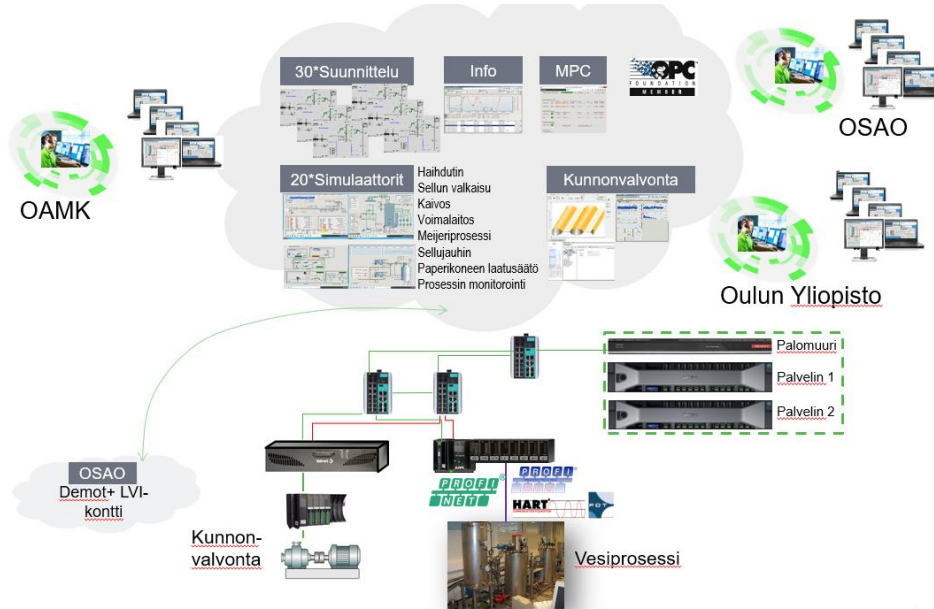 30*Suunnittelu
Info
MPC
OPC
FOUNDATION
MEMBER
OSAO
OAMK
20*Simulaattorit
Haihdutin
Sellun valkaisu
Kaivos
Voimalaitos
Meijeriprosessi
Sellujauhin
Paperikoneen laatusäätö
Prosessin monitorointi
Kunnonvalvonta
Oulun Yliopisto
Palomuuri
Palvelin 1
Palvelin 2
OSAO
Demot+ LVI-
kontti
PROFI
NET
PROFI
HART
FDT
Kunnon-
valvonta
Vesiprosessi